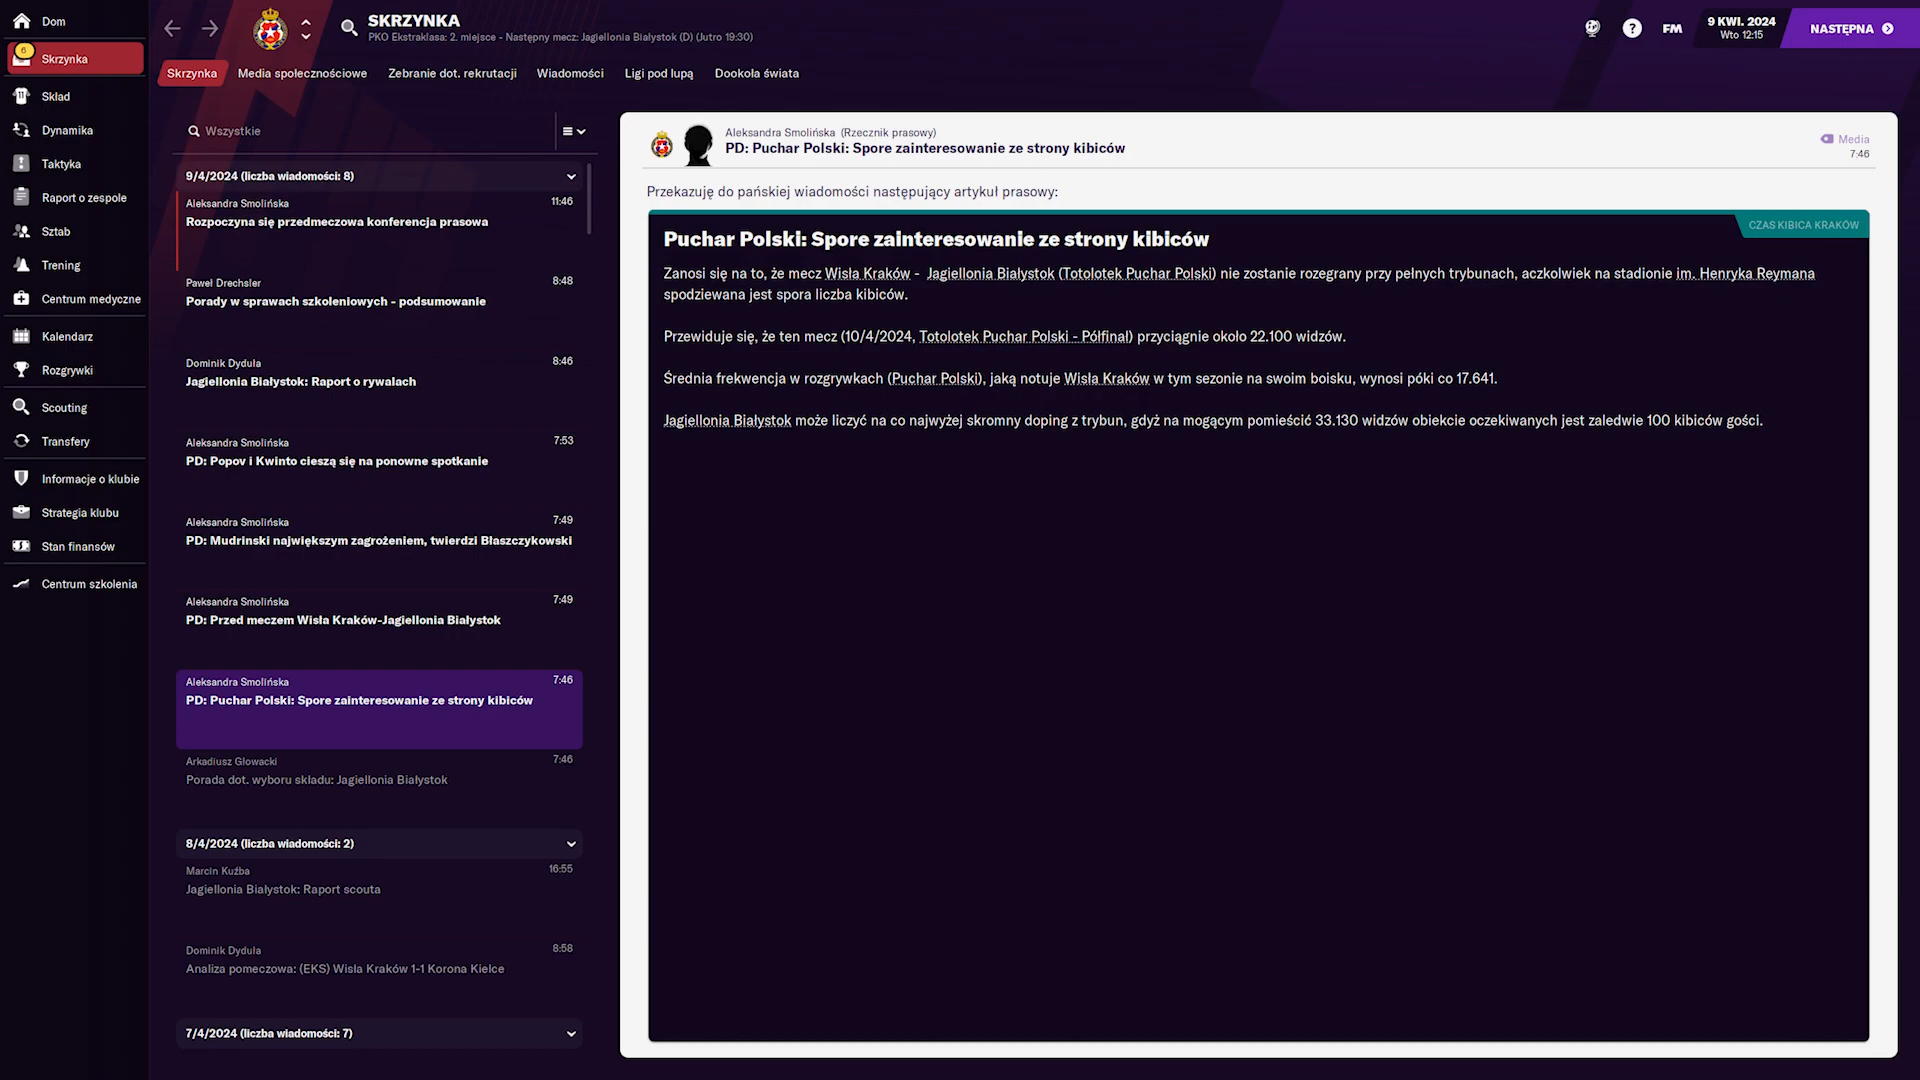 Dom
6
Skrzynka
Skład
Dynamika
Taktyka
Raport o zespole
Sztab
Trening
Centrum medyczne
Kalendarz
Rozgrywki
Scouting
Transfery
Informacje o klubie
Strategia klubu
Stan finansów
Centrum szkolenia
SKRZYNKA
PKO Ekstraklasa: 2. miejsce - Następny mecz: Jagiellonia Białystok (D) (Jutro 19:30)
? FM
9 KWI. 2024
Wto 12:15
NASTĘPNA
Skrzynka Media społecznościowe Zebranie dot. rekrutacji Wiadomości Ligi pod lupą Dookoła świata
Wszystkie
9/4/2024 (liczba wiadomości: 8)
Aleksandra Smolińska 11:46
Rozpoczyna się przedmeczowa konferencja prasowa
Paweł Drechsler 8:48
Porady w sprawach szkoleniowych - podsumowanie
Dominik Dyduła 8:46
Jagiellonia Białystok: Raport o rywalach
Aleksandra Smolińska 7:53
PD: Popov i Kwinto cieszą się na ponowne spotkanie
Aleksandra Smolińska 7:49
PD: Mudrinski największym zagrożeniem, twierdzi Błaszczykowski
Aleksandra Smolińska 7:49
PD: Przed meczem Wisła Kraków-Jagiellonia Białystok
Aleksandra Smolińska 7:46
PD: Puchar Polski: Spore zainteresowanie ze strony kibiców
Arkadiusz Głowacki 7:46
Porada dot. wyboru składu: Jagiellonia Białystok
8/4/2024 (liczba wiadomości: 2)
Marcin Kuźba 16:55
Jagiellonia Białystok: Raport scouta
Dominik Dyduła 8:58
Analiza pomeczowa: (EKS) Wisła Kraków 1-1 Korona Kielce
7/4/2024 (liczba wiadomości: 7)
Aleksandra Smolińska (Rzecznik prasowy)
PD: Puchar Polski: Spore zainteresowanie ze strony kibiców
Media
7:46
Przekazuję do pańskiej wiadomości następujący artykuł prasowy:
CZAS KIBICA KRAKÓW
Puchar Polski: Spore zainteresowanie ze strony kibiców
Zanosi się na to, że mecz Wisła Kraków - Jagiellonia Białystok (Totolotek Puchar Polski) nie zostanie rozegrany przy pełnych trybunach, aczkolwiek na stadionie im. Henryka Reymana
spodziewana jest spora liczba kibiców.
Przewiduje się, że ten mecz (10/4/2024, Totolotek Puchar Polski - Półfinał) przyciągnie około 22.100 widzów.
Średnia frekwencja w rozgrywkach (Puchar Polski), jaką notuje Wisła Kraków w tym sezonie na swoim boisku, wynosi póki co 17.641.
Jagiellonia Białystok może liczyć na co najwyżej skromny doping z trybun, gdyż na mogącym pomieścić 33.130 widzów obiekcie oczekiwanych jest zaledwie 100 kibiców gości.